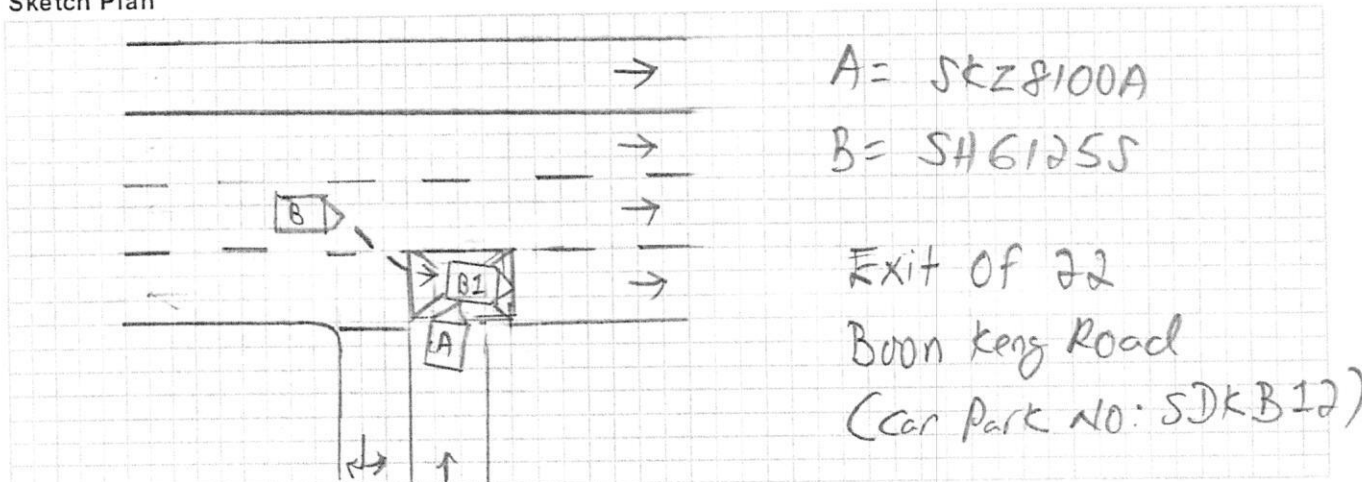 Sketch Plan
A= SKZ8100A
B= SH6125S
B
B1
A
Exit Of 22
Boon Keng Road
(Car Park No: SDKB12)